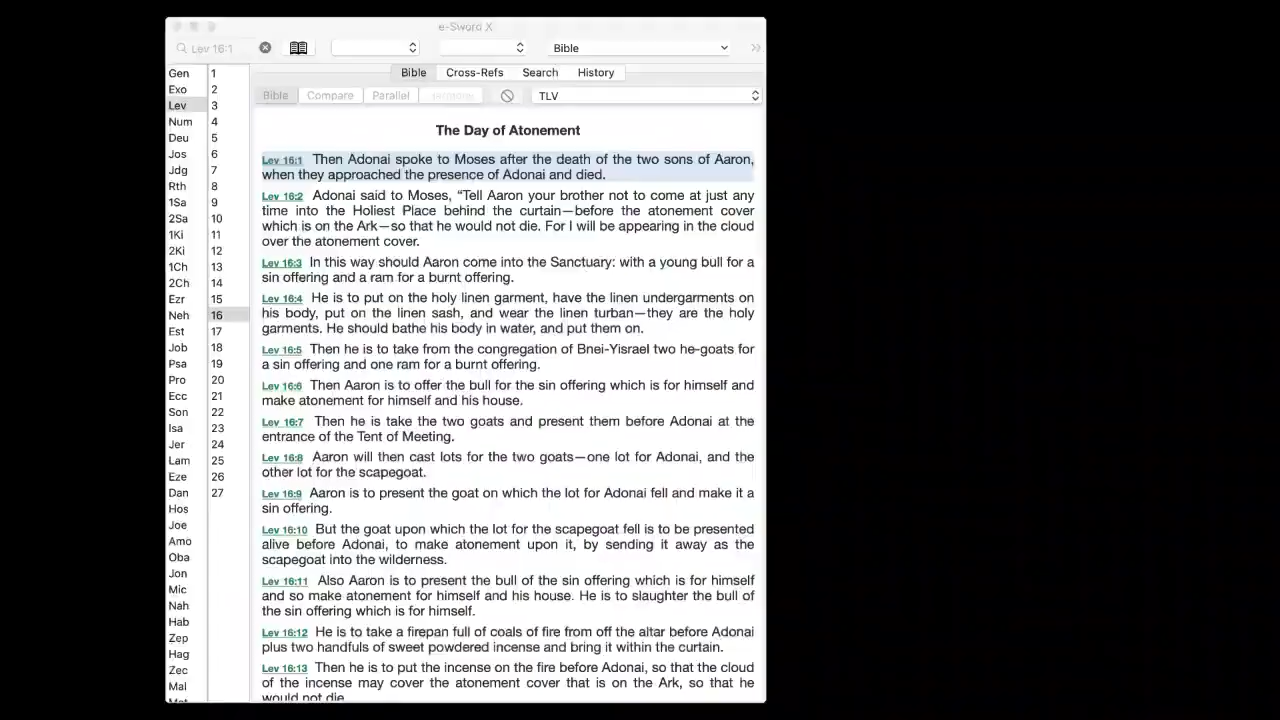 e-Sword X
Lev 16:1
Bible
Bible Cross-Refs Search History
Bible Compare Parallel
TLV
Gen
Exo
Lev
Num
Deu
Jos
Jdg
Rth
1Sa
2Sa
1Ki
2Ki
1Ch
2Ch
Ezr
Neh
Est
Job
Psa
Pro
Ecc
Son
Isa
Jer
Lam
Eze
Dan
Hos
Joe
Amo
Oba
Jon
Mic
Nah
Hab
Zep
Hag
Zec
Mal
1
2
3
4
5
6
7
8
9
10
11
12
13
14
15
16
17
18
19
20
21
22
23
24
25
26
27
The Day of Atonement
Lev 16:1 Then Adonai spoke to Moses after the death of the two sons of Aaron,
when they approached the presence of Adonai and died.
Lev 16:2 Adonai said to Moses, “Tell Aaron your brother not to come at just any
time into the Holiest Place behind the curtain—before the atonement cover
which is on the Ark—so that he would not die. For I will be appearing in the cloud
over the atonement cover.
Lev 16:3 In this way should Aaron come into the Sanctuary: with a young bull for a
sin offering and a ram for a burnt offering.
Lev 16:4 He is to put on the holy linen garment, have the linen undergarments on
his body, put on the linen sash, and wear the linen turban—they are the holy
garments. He should bathe his body in water, and put them on.
Lev 16:5 Then he is to take from the congregation of Bnei-Yisrael two he-goats for
a sin offering and one ram for a burnt offering.
Lev 16:6 Then Aaron is to offer the bull for the sin offering which is for himself and
make atonement for himself and his house.
Lev 16:7 Then he is take the two goats and present them before Adonai at the
entrance of the Tent of Meeting.
Lev 16:8 Aaron will then cast lots for the two goats—one lot for Adonai, and the
other lot for the scapegoat.
Lev 16:9 Aaron is to present the goat on which the lot for Adonai fell and make it a
sin offering.
Lev 16:10 But the goat upon which the lot for the scapegoat fell is to be presented
alive before Adonai, to make atonement upon it, by sending it away as the
scapegoat into the wilderness.
Lev 16:11 Also Aaron is to present the bull of the sin offering which is for himself
and so make atonement for himself and his house. He is to slaughter the bull of
the sin offering which is for himself.
Lev 16:12 He is to take a firepan full of coals of fire from off the altar before Adonai
plus two handfuls of sweet powdered incense and bring it within the curtain.
Lev 16:13 Then he is to put the incense on the fire before Adonai, so that the cloud
of the incense may cover the atonement cover that is on the Ark, so that he
would not die